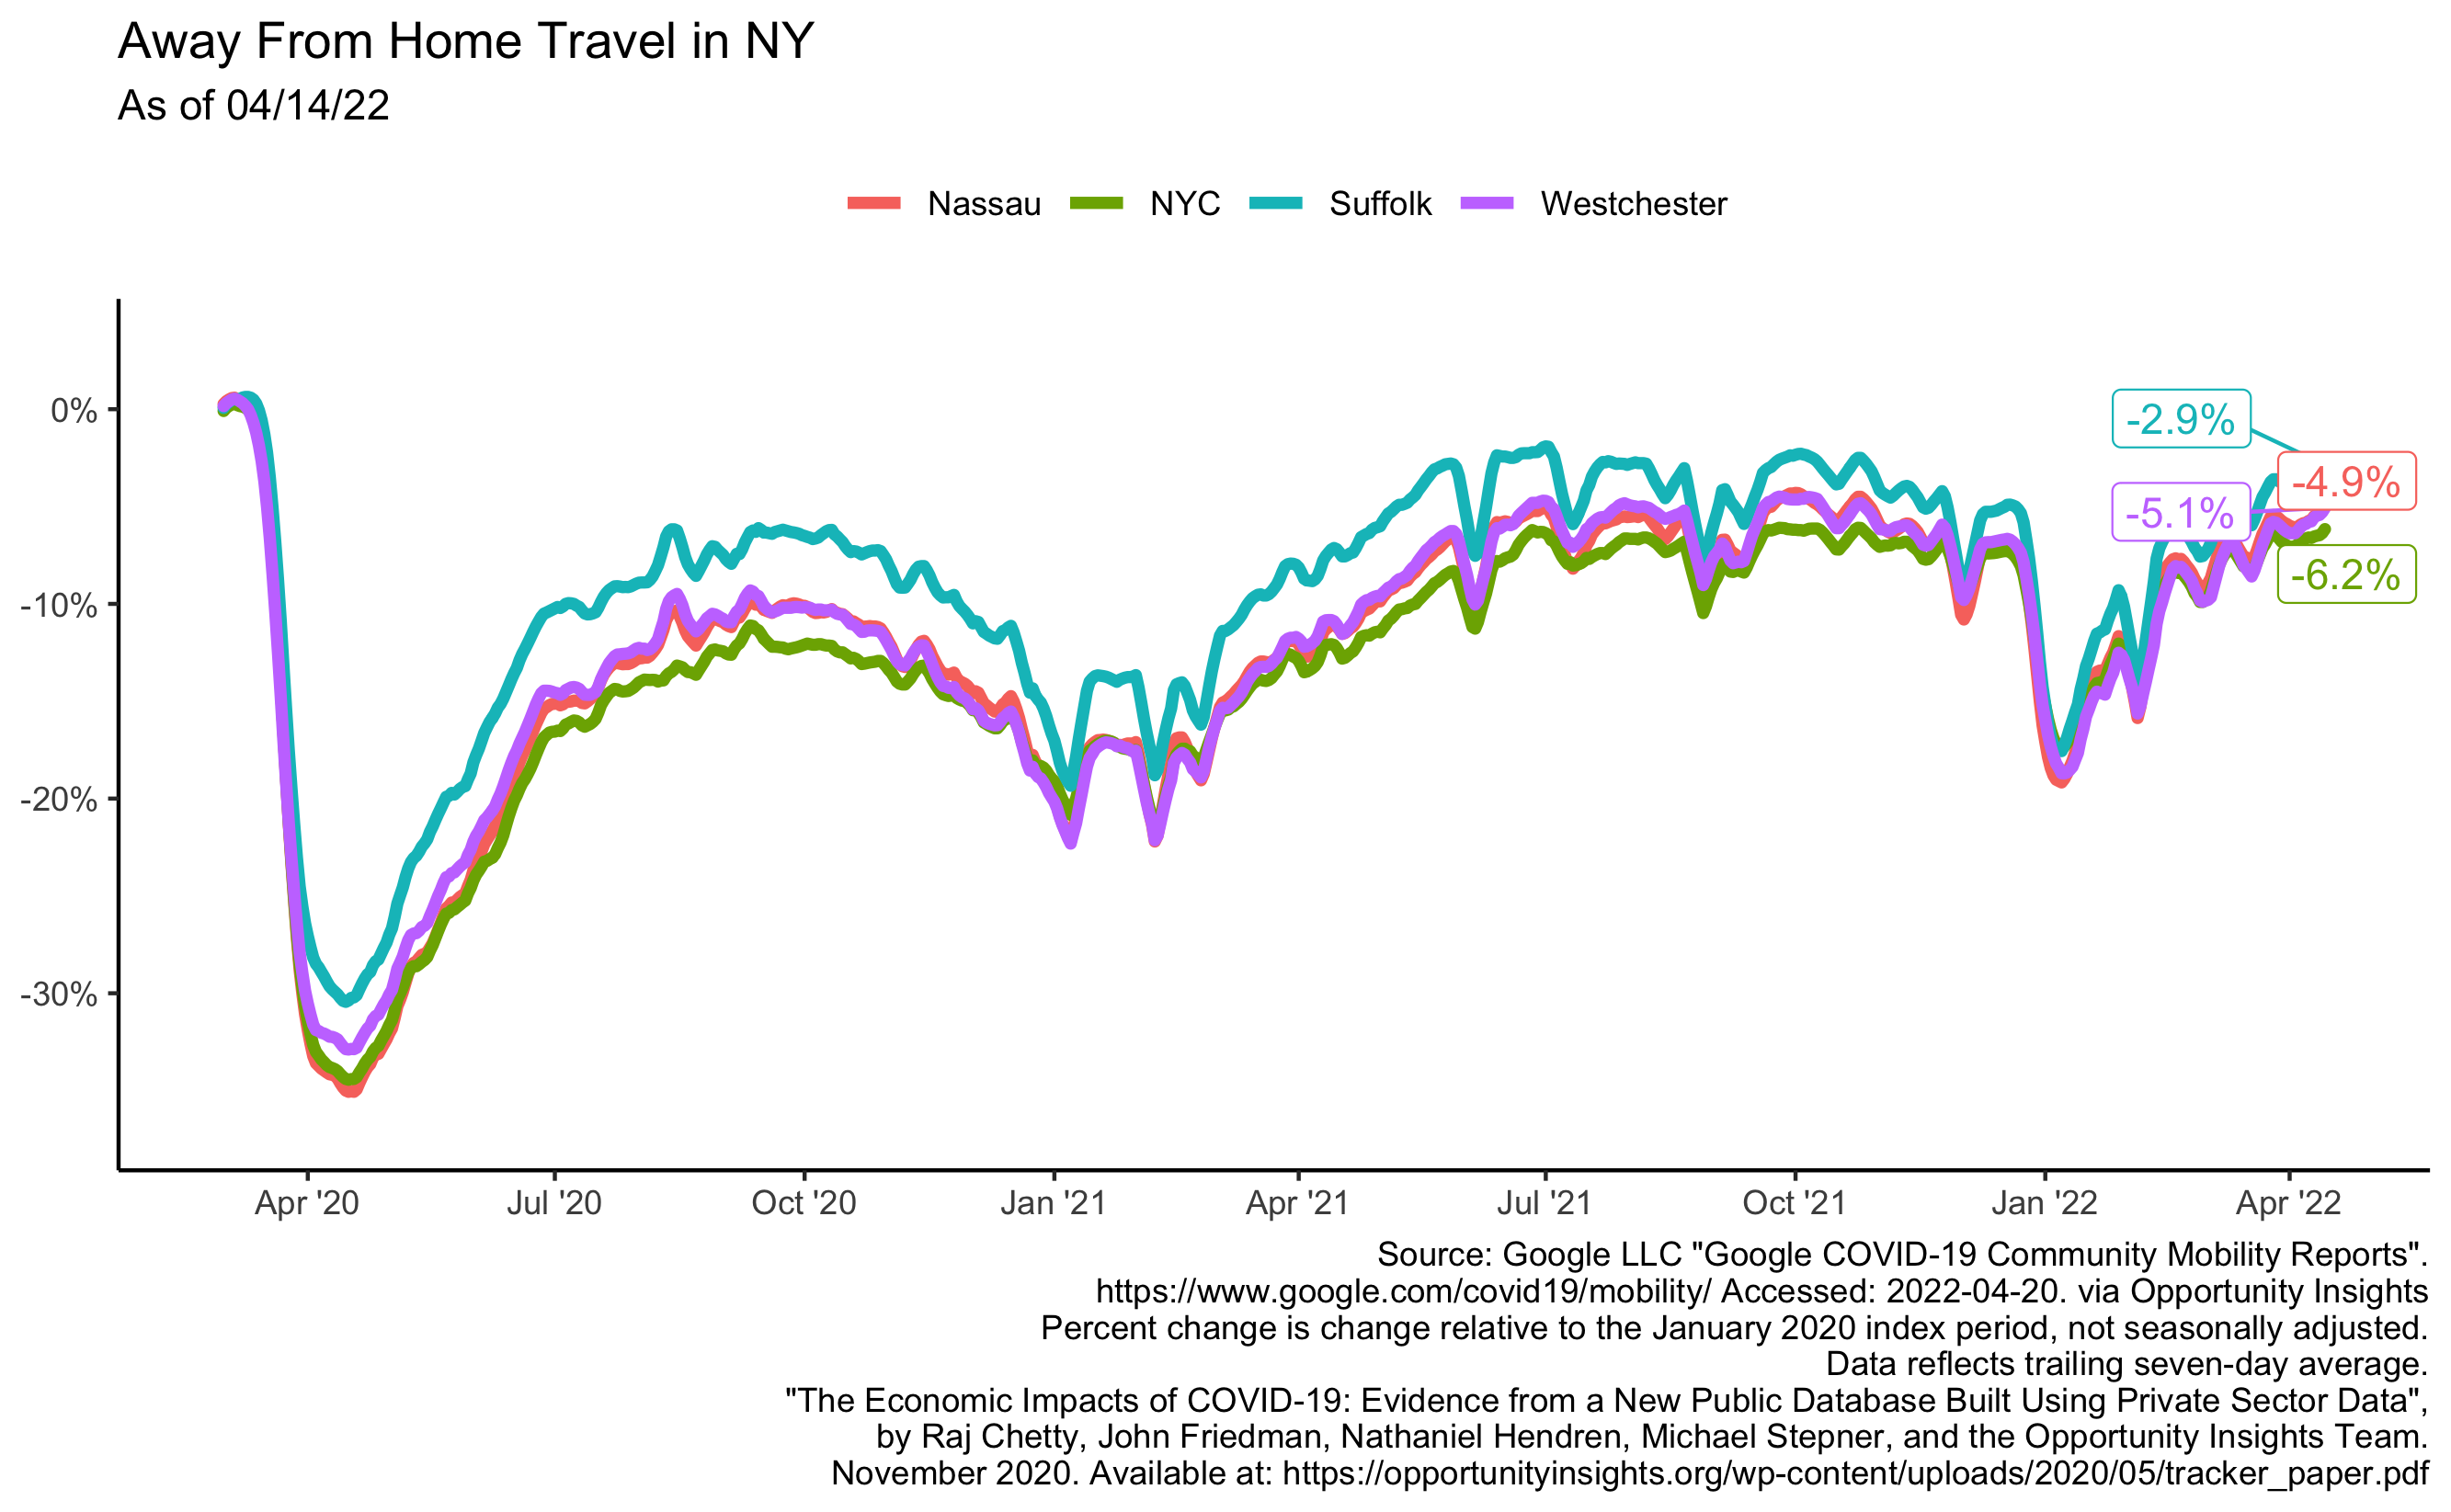 Away From Home Travel in NY
As of 04/14/22
Nassau NYC Suffolk Westchester
0%
-10%
-20%
-30%
-2.9%
-4.9%
-5.1%
-6.2%
Apr '20 Jul '20 Oct '20 Jan '21 Apr '21 Jul '21 Oct '21 Jan '22 Apr '22
Source: Google LLC "Google COVID-19 Community Mobility Reports".
https://www.google.com/covid19/mobility/ Accessed: 2022-04-20. via Opportunity Insights
Percent change is change relative to the January 2020 index period, not seasonally adjusted.
Data reflects trailing seven-day average.
"The Economic Impacts of COVID-19: Evidence from a New Public Database Built Using Private Sector Data",
by Raj Chetty, John Friedman, Nathaniel Hendren, Michael Stepner, and the Opportunity Insights Team.
November 2020. Available at: https://opportunityinsights.org/wp-content/uploads/2020/05/tracker_paper.pdf